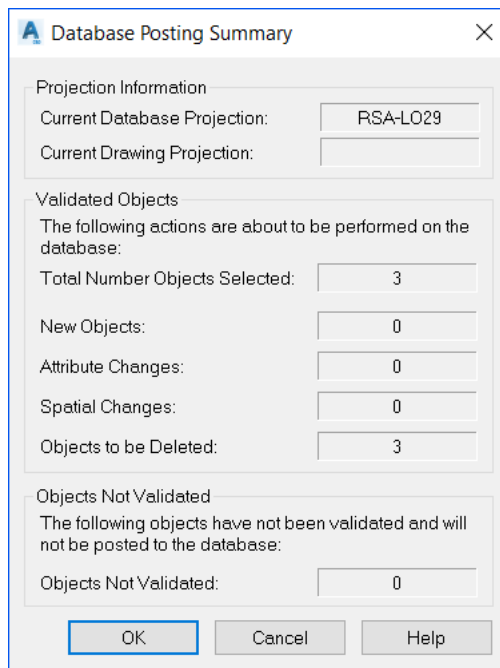 Database Posting Summary
Projection Information
Current Database Projection: RSA-LO29
Current Drawing Projection:
Validated Objects
The following actions are about to be performed on the
database:
Total Number Objects Selected: 3
New Objects: 0
Attribute Changes: 0
Spatial Changes: 0
Objects to be Deleted: 3
Objects Not Validated
The following objects have not been validated and will
not be posted to the database:
Objects Not Validated: 0
OK Cancel Help